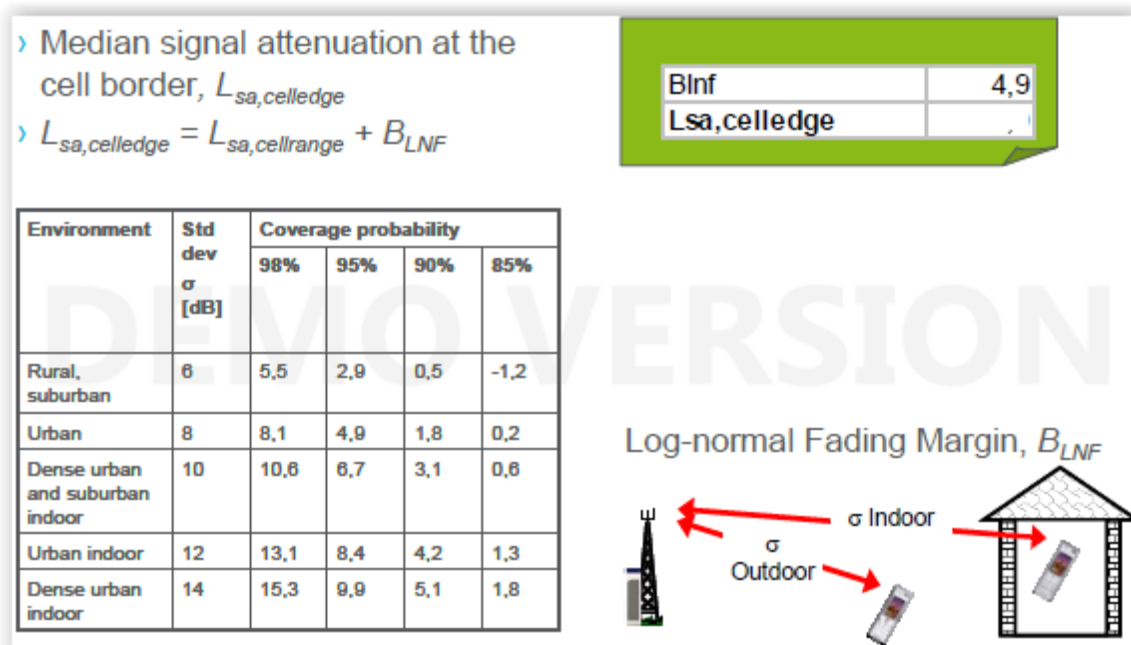 › Median signal attenuation at the
cell border, Lsa,celledge
› Lsa,celledge = Lsa,cellrange + BLNF
Blnf 4,9
Lsa,celledge
Environment Std dev σ [dB] Coverage probability
98% 95% 90% 85%
Rural, suburban 6 5,5 2,9 0,5 -1,2
Urban 8 8,1 4,9 1,8 0,2
Dense urban and suburban indoor 10 10,6 6,7 3,1 0,6
Urban indoor 12 13,1 8,4 4,2 1,3
Dense urban indoor 14 15,3 9,9 5,1 1,8
DEMO VERSION
Log-normal Fading Margin, BLNF
σ Indoor
σ
Outdoor